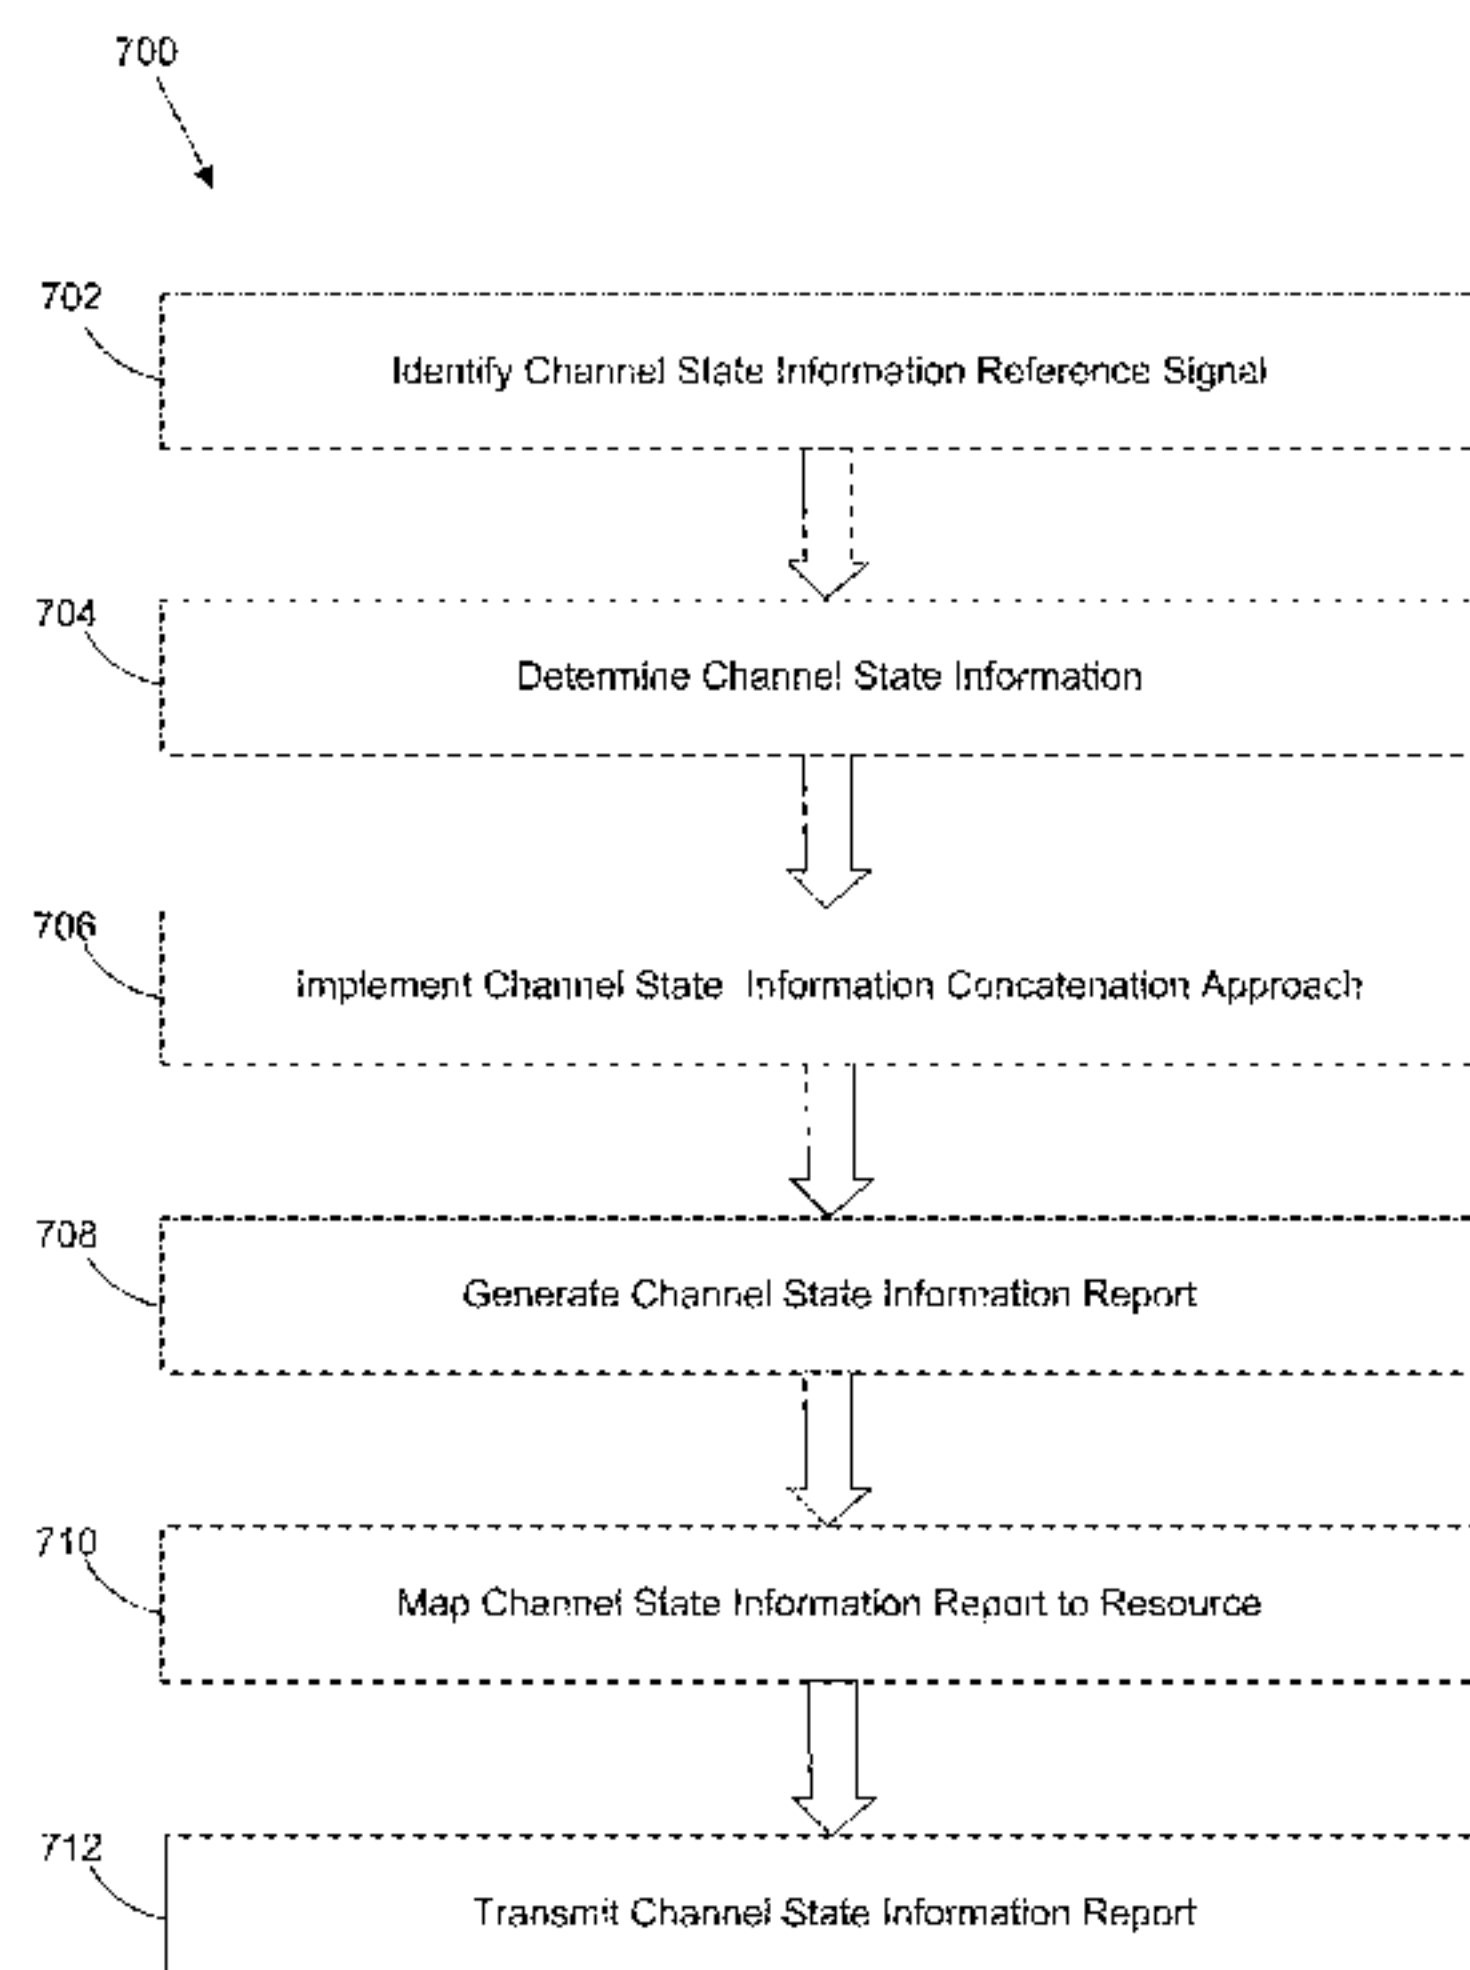 700
702
Identify Channel State Information Reference Signal
704
Determine Channel State Information
706
Implement Channel State Information Concatenation Approach
708
Generate Channel State Information Report
710
Map Channel State Information Report to Resource
712
Transmit Channel State Information Report